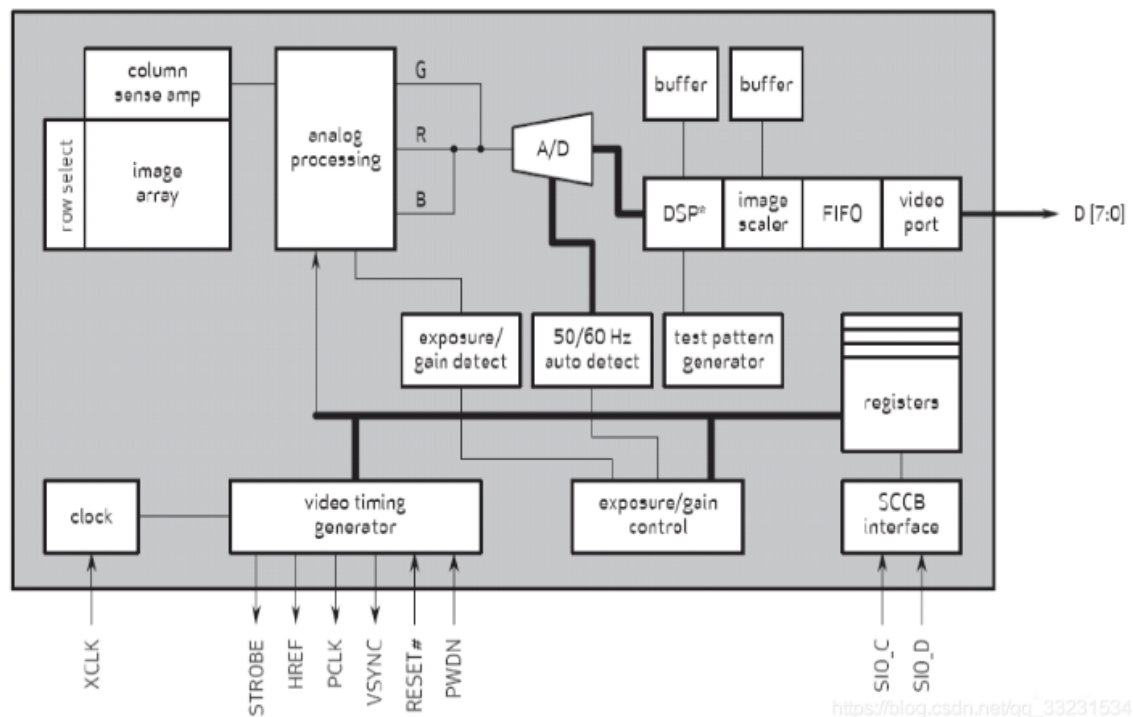 column
sense amp
row select
image
array
analog
processing
G
R
B
A/D
buffer
buffer
DSP*
image
scaler
FIFO
video
port
D [7:0]
exposure/
gain detect
50/60 Hz
auto detect
test pattern
generator
registers
clock
video timing
generator
exposure/gain
control
SCCB
interface
XCLK
STROBE
HREF
PCLK
VSYNC
RESET#
PWDN
SIO_C
SIO_D
https://blog.csdn.net/qq_33231534